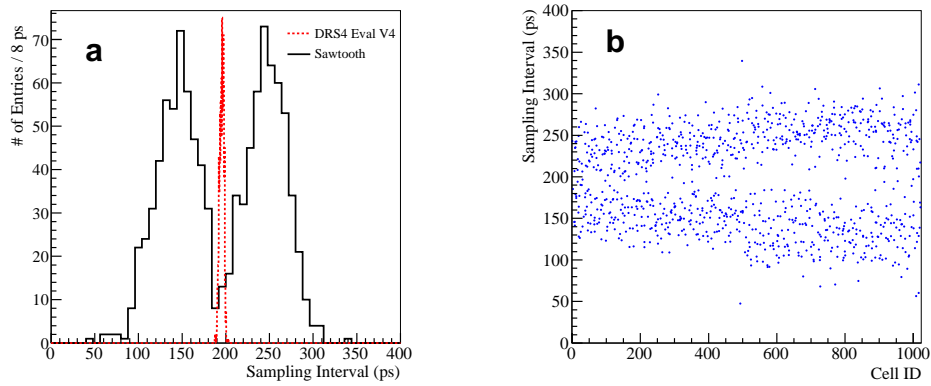 a
DRS4 Eval V4
Sawtooth
# of Entries / 8 ps
70
60
50
40
30
20
10
0
0 50 100 150 200 250 300 350 400
Sampling Interval (ps)
b
Sampling Interval (ps)
400
350
300
250
200
150
100
50
0
0 200 400 600 800 1000
Cell ID